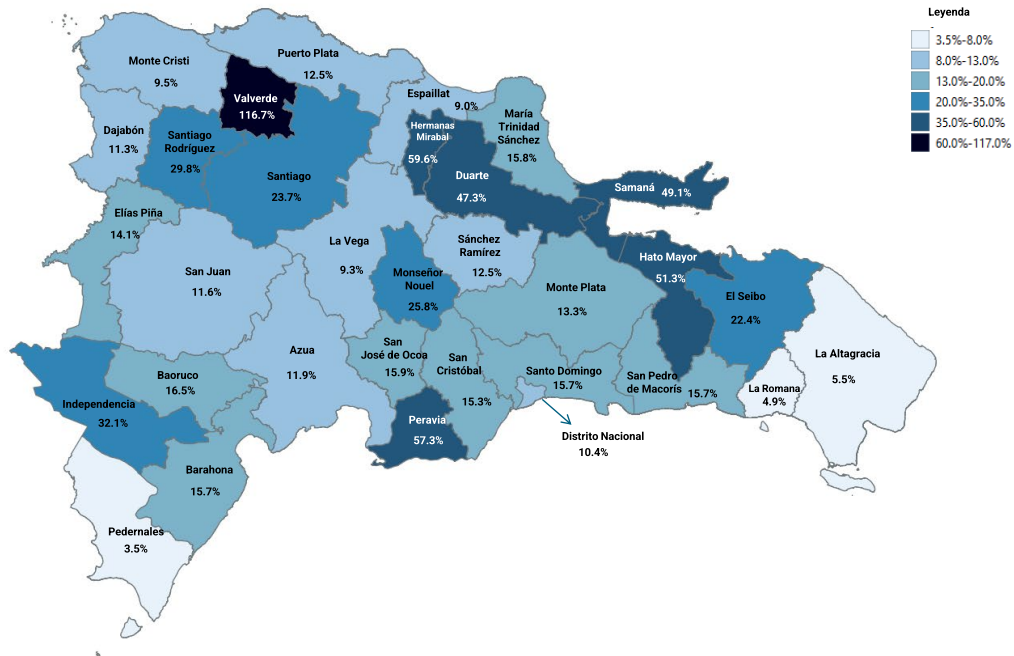 Leyenda
3.5%-8.0%
8.0%-13.0%
13.0%-20.0%
20.0%-35.0%
35.0%-60.0%
60.0%-117.0%
Monte Cristi
9.5%
Puerto Plata
12.5%
Valverde
116.7%
Espaillat
9.0%
María
Trinidad
Sánchez
15.8%
Dajabón
11.3%
Santiago
Rodríguez
29.8%
Hermanas
Mirabal
59.6%
Santiago
23.7%
Duarte
47.3%
Samaná 49.1%
Elías Piña
14.1%
La Vega
9.3%
Sánchez
Ramírez
12.5%
San Juan
11.6%
Monseñor
Nouel
25.8%
Hato Mayor
51.3%
Monte Plata
13.3%
El Seibo
22.4%
Azua
11.9%
San
José de Ocoa
15.9%
San
Cristóbal
15.3%
La Altagracia
5.5%
Baoruco
16.5%
Santo Domingo
15.7%
San Pedro
de Macorís
15.7%
La Romana
4.9%
Independencia
32.1%
Peravia
57.3%
Distrito Nacional
10.4%
Barahona
15.7%
Pedernales
3.5%